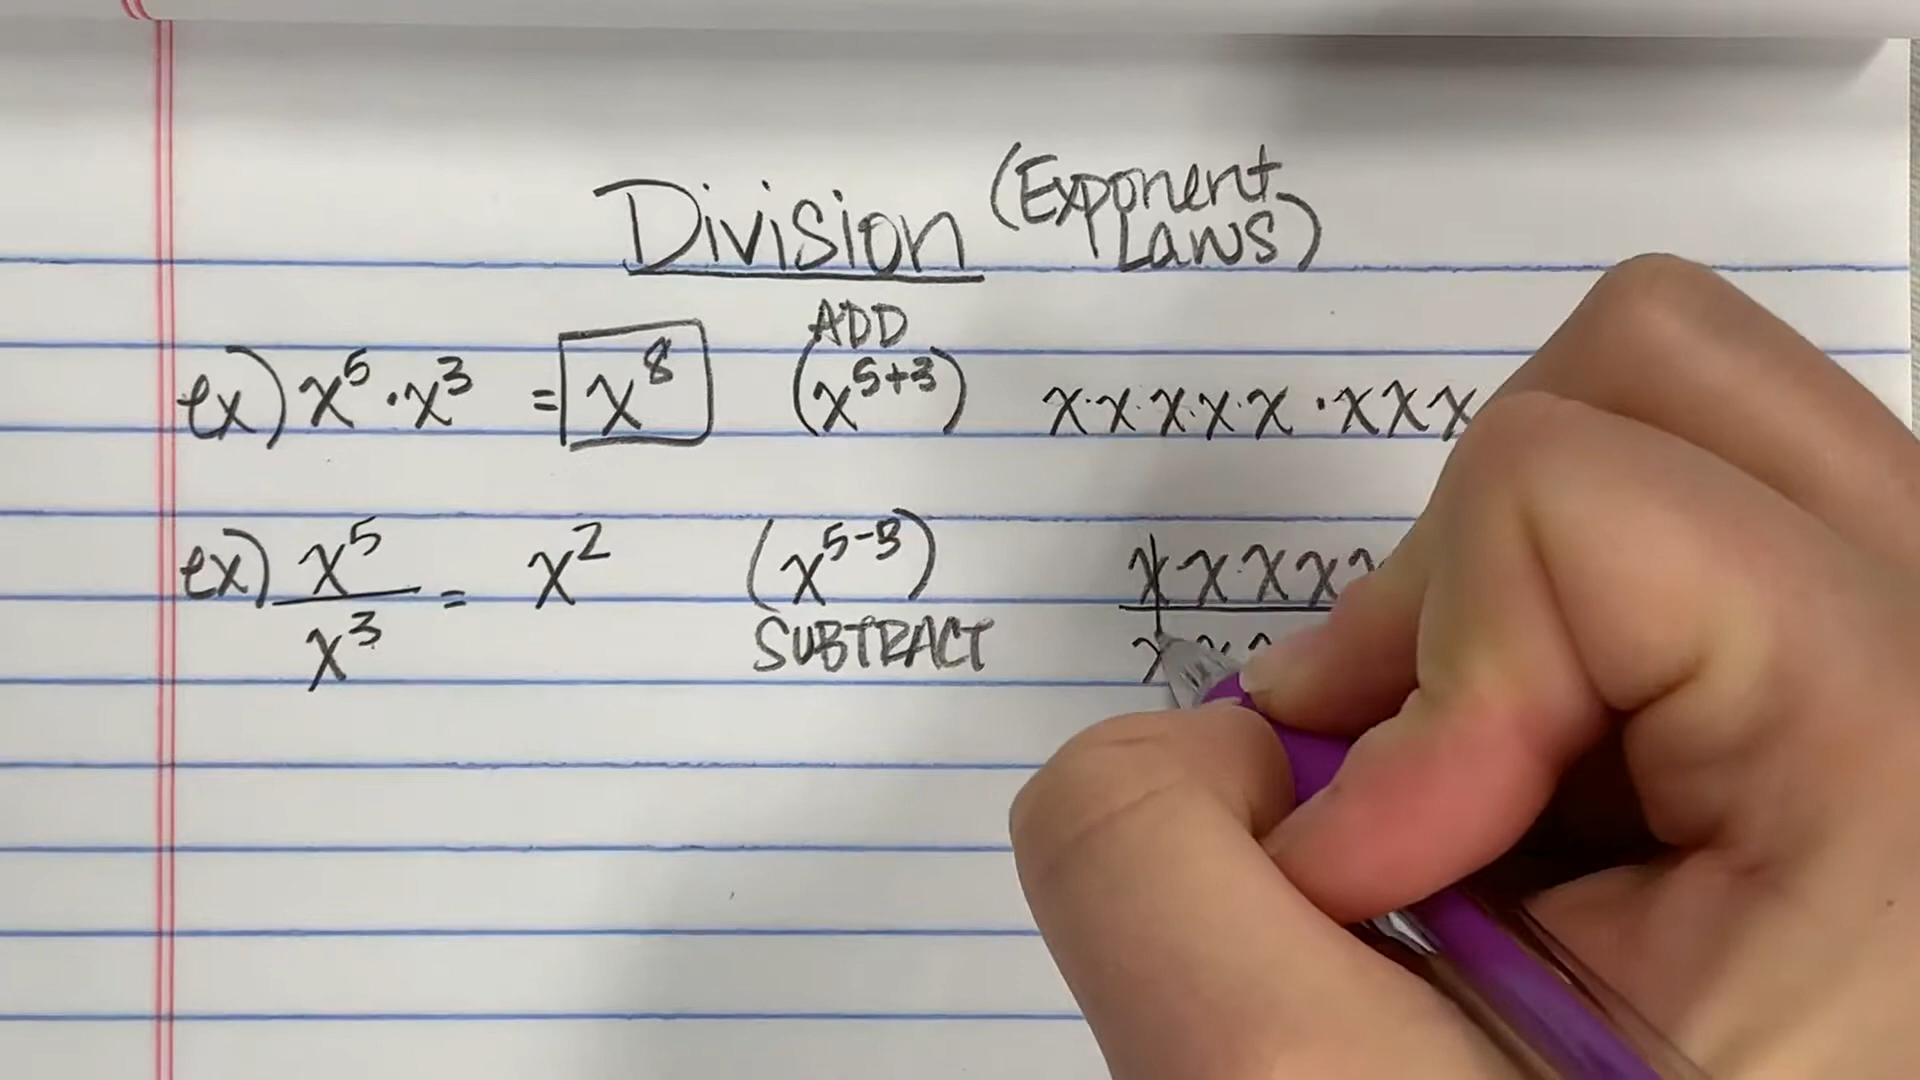 Division (Exponent Laws)
ADD
ex) x⁵ · x³ = x⁸ (x⁵⁺³) x·x·x·x·x · x x x
ex) x⁵/x³ = x² (x⁵⁻³) x x x x x / x x x
SUBTRACT